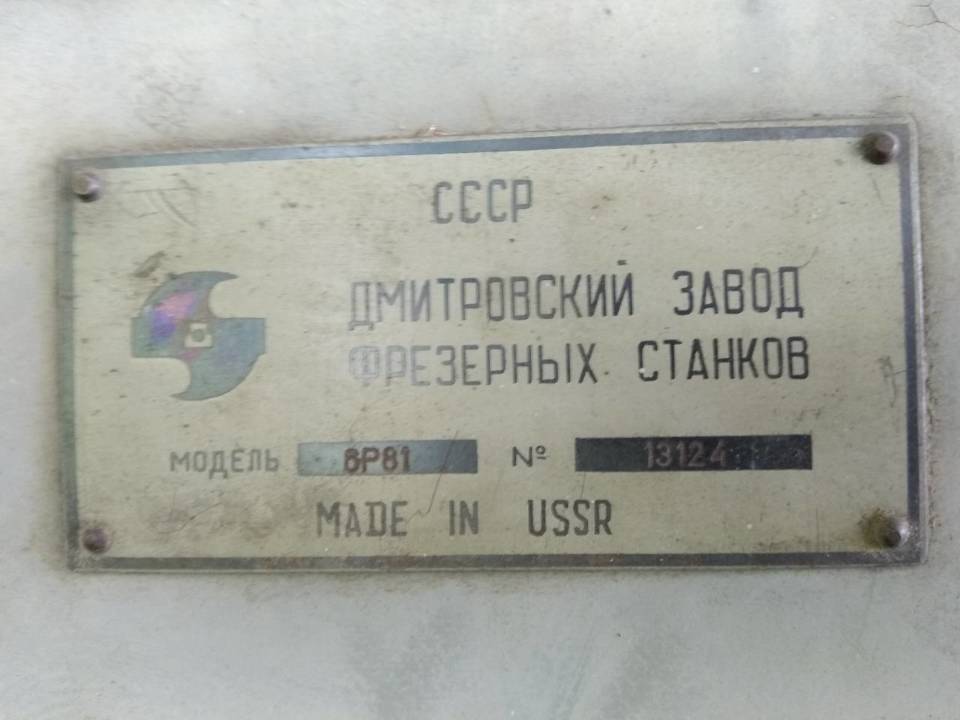 СССР
ДМИТРОВСКИЙ ЗАВОД
ФРЕЗЕРНЫХ СТАНКОВ
МОДЕЛЬ 6Р81 № 13124
MADE IN USSR